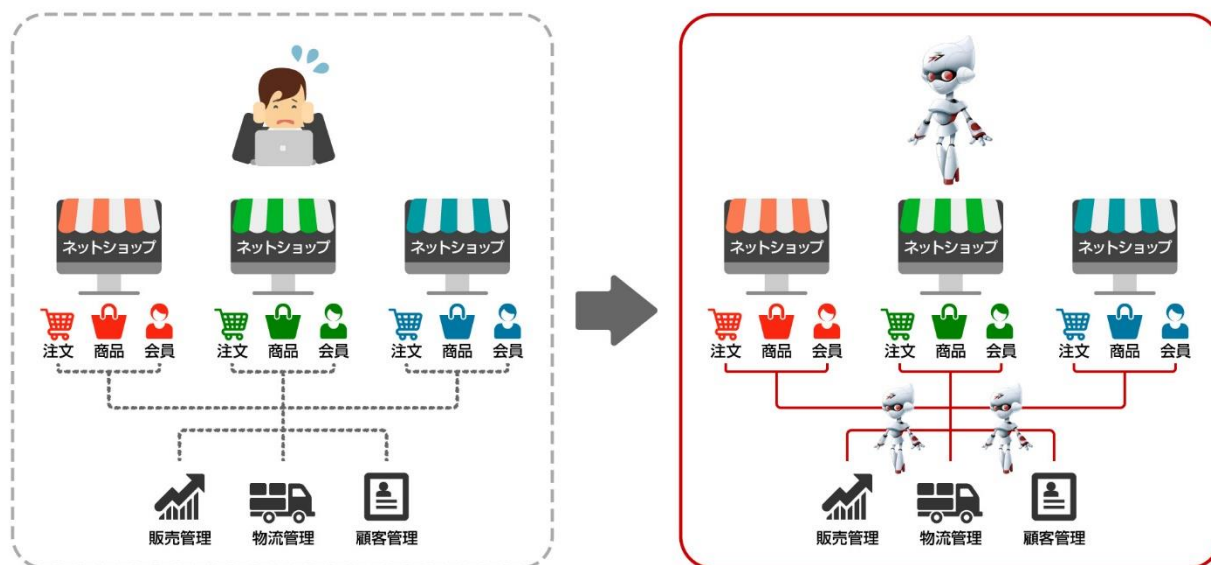 ネットショップ
ネットショップ
ネットショップ
注文 商品 会員
注文 商品 会員
注文 商品 会員
販売管理
物流管理
顧客管理
ネットショップ
ネットショップ
ネットショップ
注文 商品 会員
注文 商品 会員
注文 商品 会員
販売管理
物流管理
顧客管理